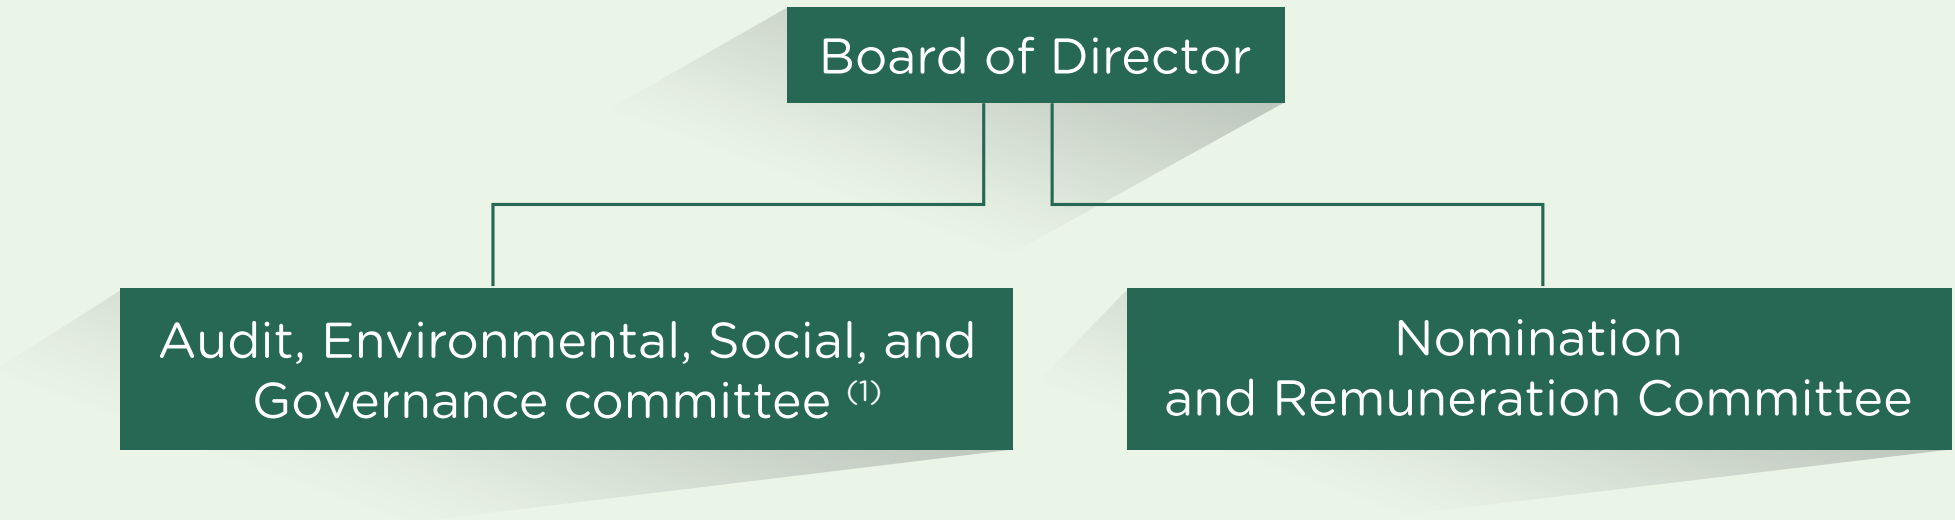 Board of Director
Audit, Environmental, Social, and
Governance committee (1)
Nomination
and Remuneration Committee